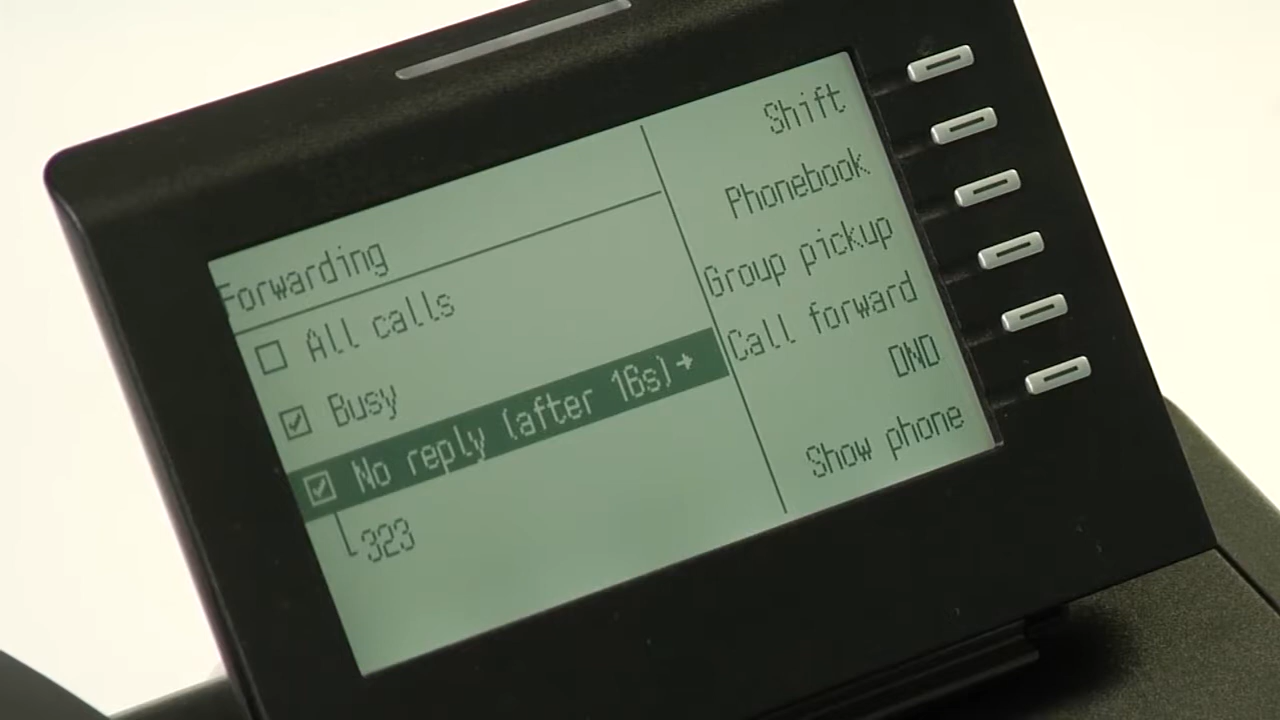 Forwarding
All calls
Busy
No reply (after 16s)→
323
Shift
Phonebook
Group pickup
Call forward
DND
Show phone